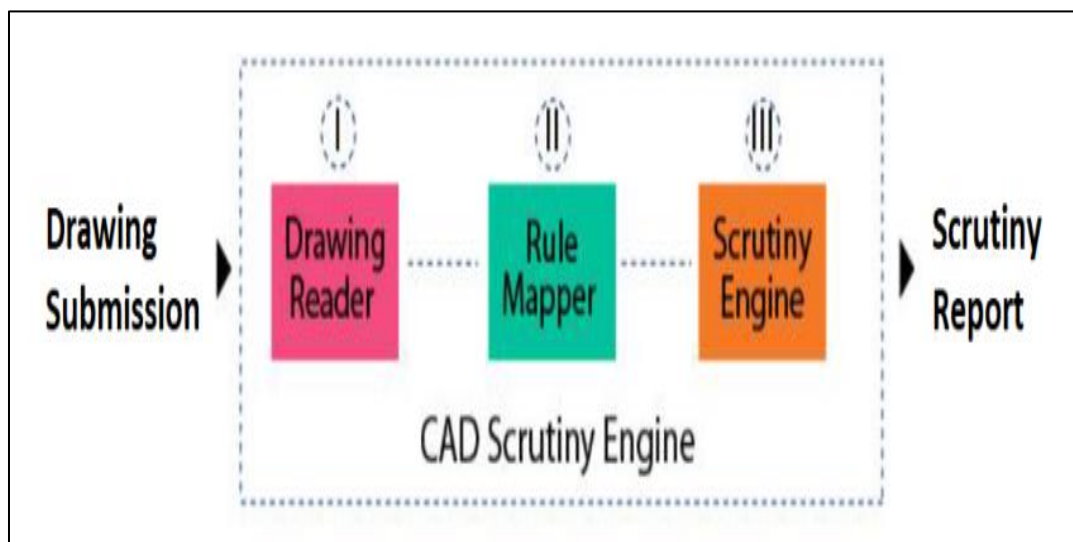 I
II
III
Drawing
Submission
Drawing
Reader
Rule
Mapper
Scrutiny
Engine
Scrutiny
Report
CAD Scrutiny Engine